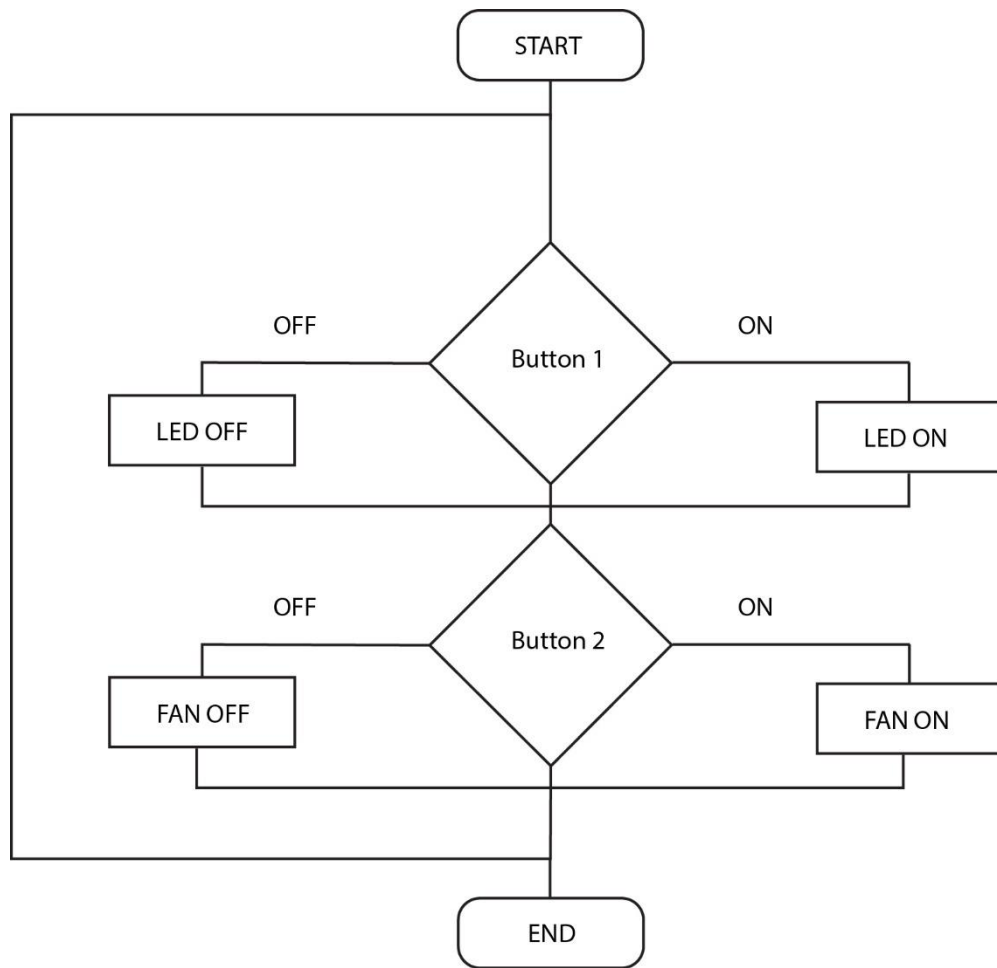 START
OFF
ON
Button 1
LED OFF
LED ON
OFF
ON
Button 2
FAN OFF
FAN ON
END